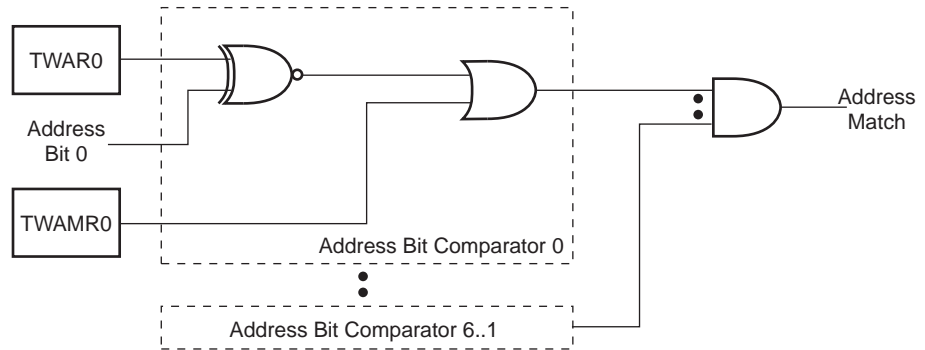 TWAR0
Address
Bit 0
TWAMR0
Address Bit Comparator 0
Address Bit Comparator 6..1
Address
Match